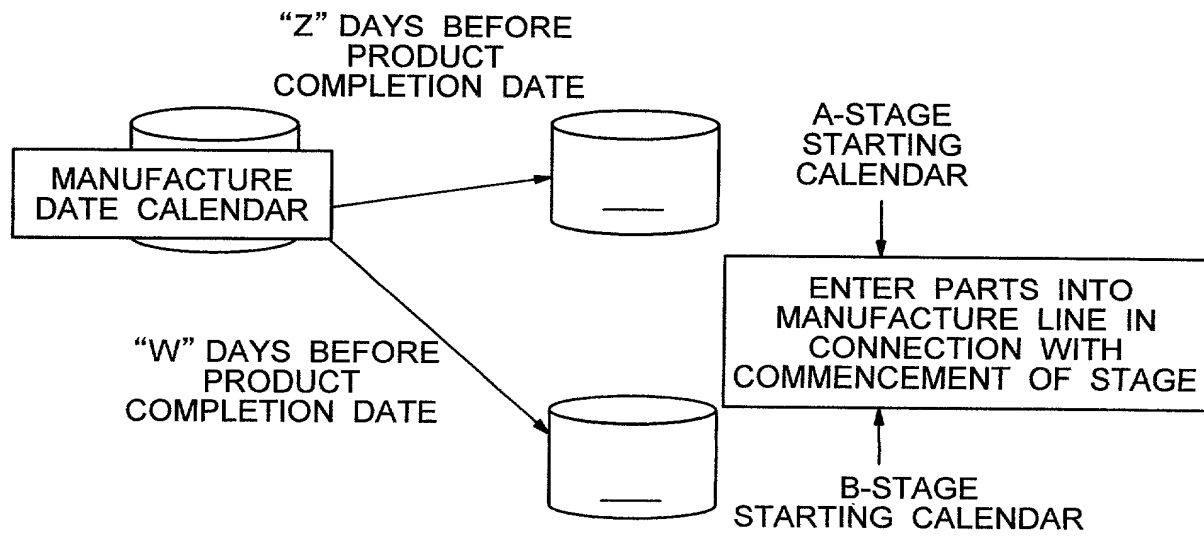 “Z” DAYS BEFORE
PRODUCT
COMPLETION DATE
A-STAGE
STARTING
CALENDAR
MANUFACTURE
DATE CALENDAR
ENTER PARTS INTO
MANUFACTURE LINE IN
CONNECTION WITH
COMMENCEMENT OF STAGE
“W” DAYS BEFORE
PRODUCT
COMPLETION DATE
B-STAGE
STARTING CALENDAR